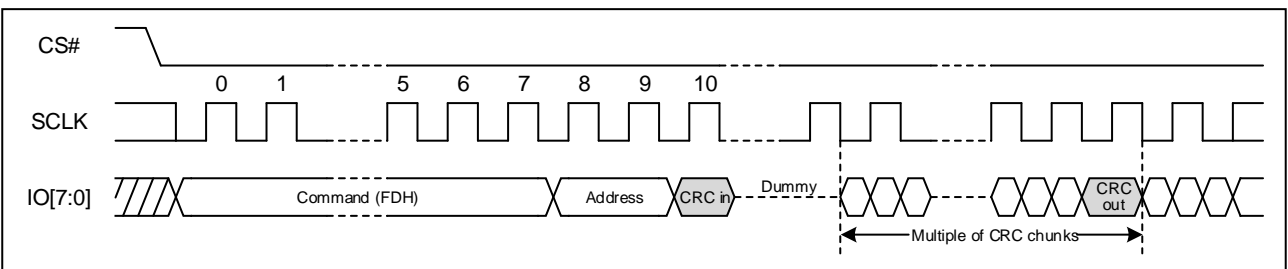 CS#
0 1 5 6 7 8 9 10
SCLK
IO[7:0] Command (FDH) Address CRC in Dummy CRC
out
Multiple of CRC chunks